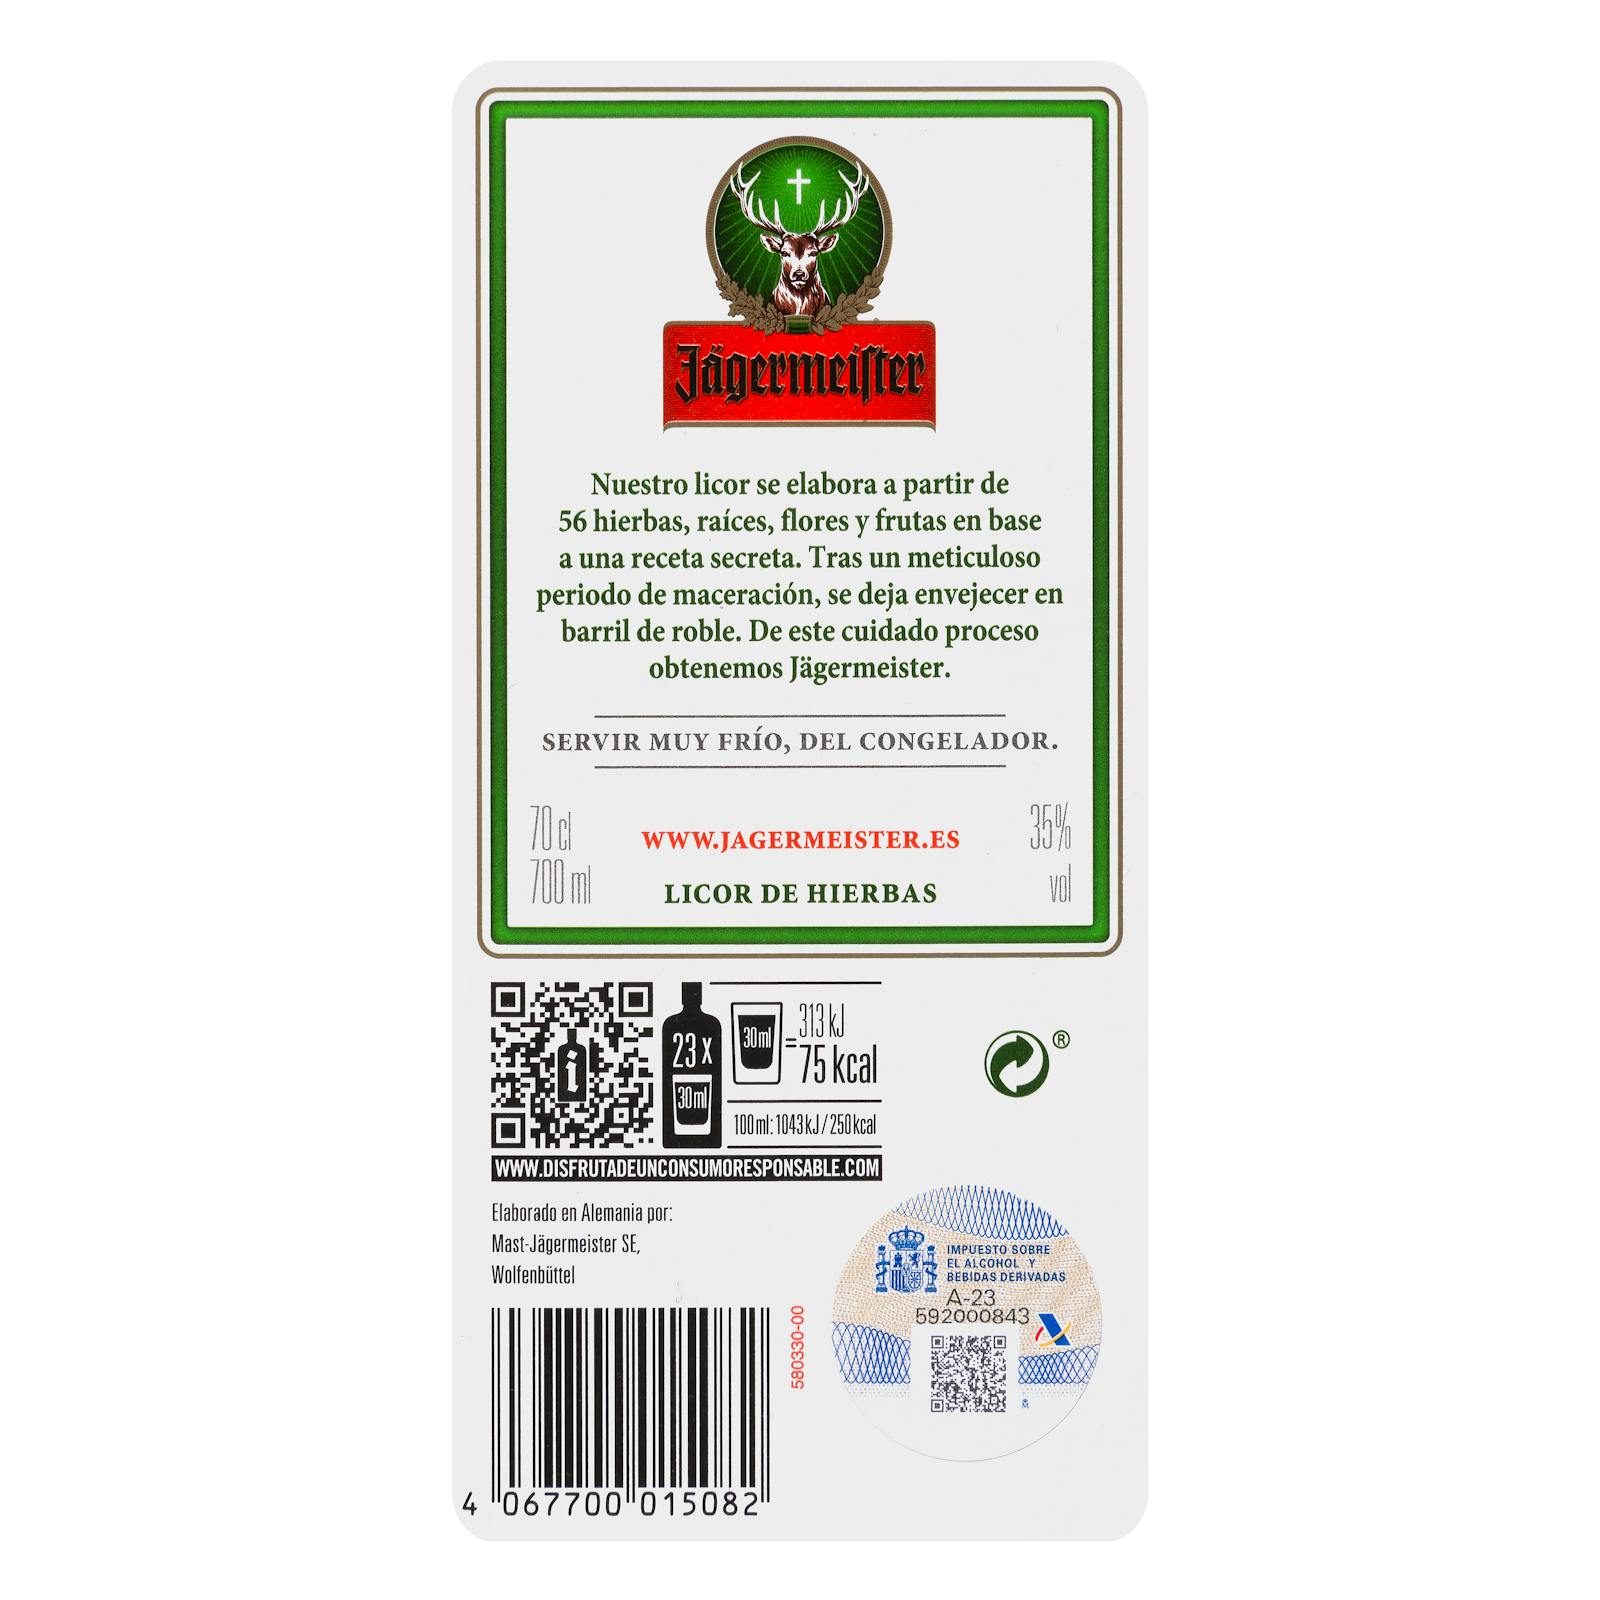 Jägermeiſter
Nuestro licor se elabora a partir de
56 hierbas, raíces, flores y frutas en base
a una receta secreta. Tras un meticuloso
periodo de maceración, se deja envejecer en
barril de roble. De este cuidado proceso
obtenemos Jägermeister.
SERVIR MUY FRÍO, DEL CONGELADOR.
70 cl
700 ml
WWW.JAGERMEISTER.ES
LICOR DE HIERBAS
35%
vol
23 x
30 ml
30 ml
=
313 kJ
75 kcal
100 ml: 1043 kJ / 250 kcal
®
WWW.DISFRUTADEUNCONSUMORESPONSABLE.COM
Elaborado en Alemania por:
Mast-Jägermeister SE,
Wolfenbüttel
580330-00
IMPUESTO SOBRE
EL ALCOHOL Y
BEBIDAS DERIVADAS
A-23
592000843
4 067700 015082